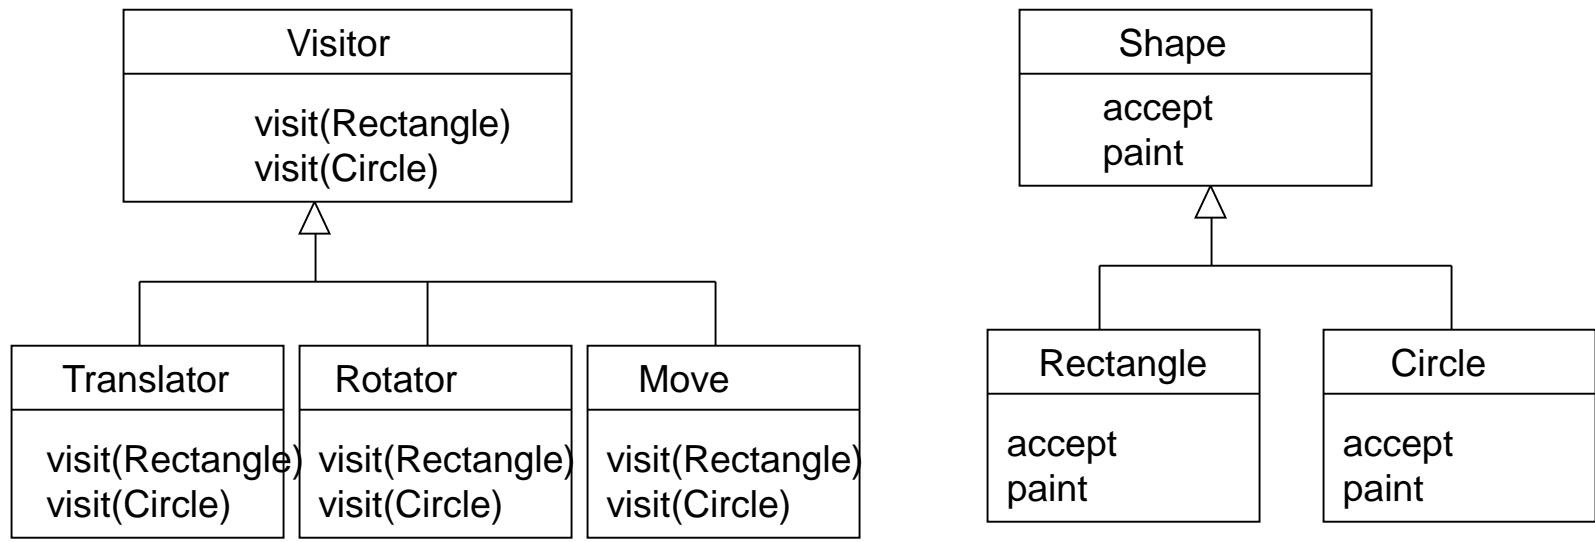 Visitor
visit(Rectangle)
visit(Circle)
Shape
accept
paint
Translator
visit(Rectangle)
visit(Circle)
Rotator
visit(Rectangle)
visit(Circle)
Move
visit(Rectangle)
visit(Circle)
Rectangle
accept
paint
Circle
accept
paint